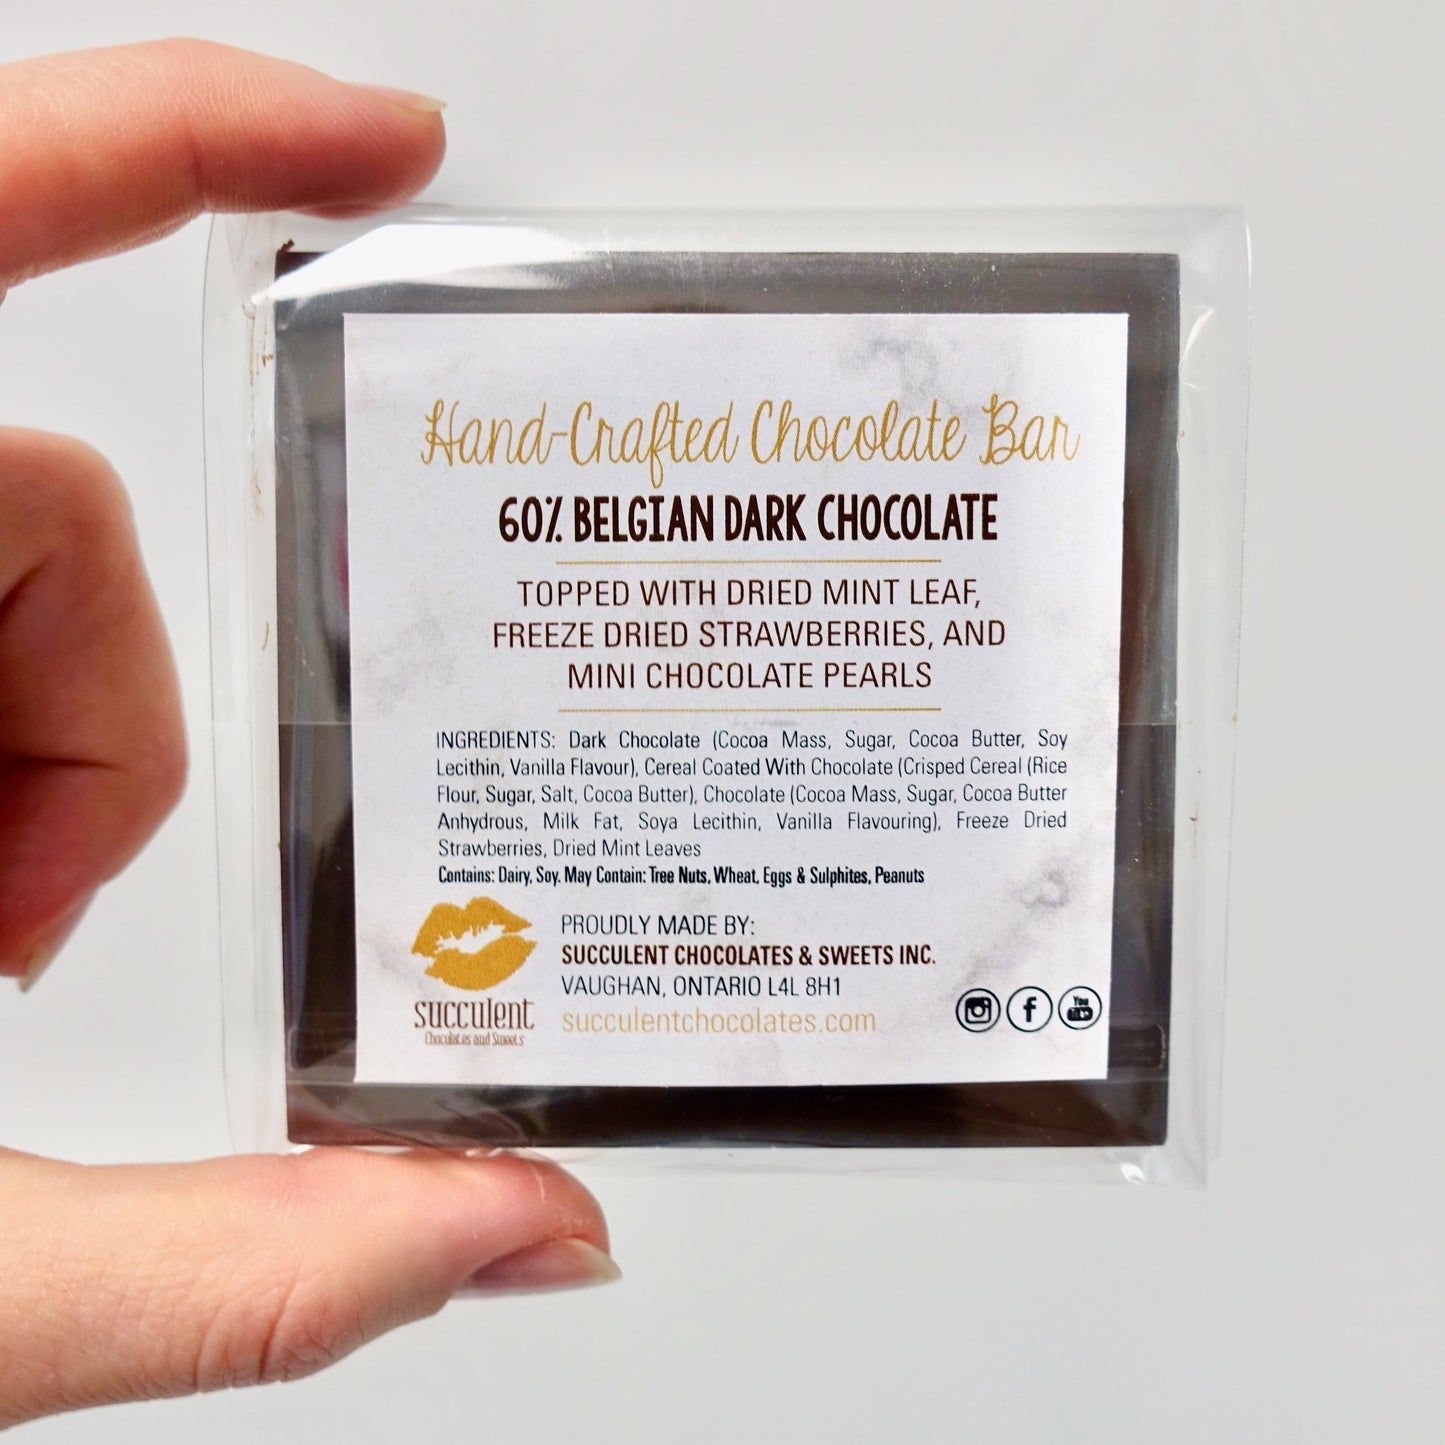 Hand-Crafted Chocolate Bar
60% BELGIAN DARK CHOCOLATE
TOPPED WITH DRIED MINT LEAF,
FREEZE DRIED STRAWBERRIES, AND
MINI CHOCOLATE PEARLS
INGREDIENTS: Dark Chocolate (Cocoa Mass, Sugar, Cocoa Butter, Soy
Lecithin, Vanilla Flavour), Cereal Coated With Chocolate (Crisped Cereal (Rice
Flour, Sugar, Salt, Cocoa Butter), Chocolate (Cocoa Mass, Sugar, Cocoa Butter
Anhydrous, Milk Fat, Soya Lecithin, Vanilla Flavouring), Freeze Dried
Strawberries, Dried Mint Leaves
Contains: Dairy, Soy. May Contain: Tree Nuts, Wheat, Eggs & Sulphites, Peanuts
PROUDLY MADE BY:
SUCCULENT CHOCOLATES & SWEETS INC.
VAUGHAN, ONTARIO L4L 8H1
succulentchocolates.com
succulent
Chocolates and Sweets
f
You
Tube